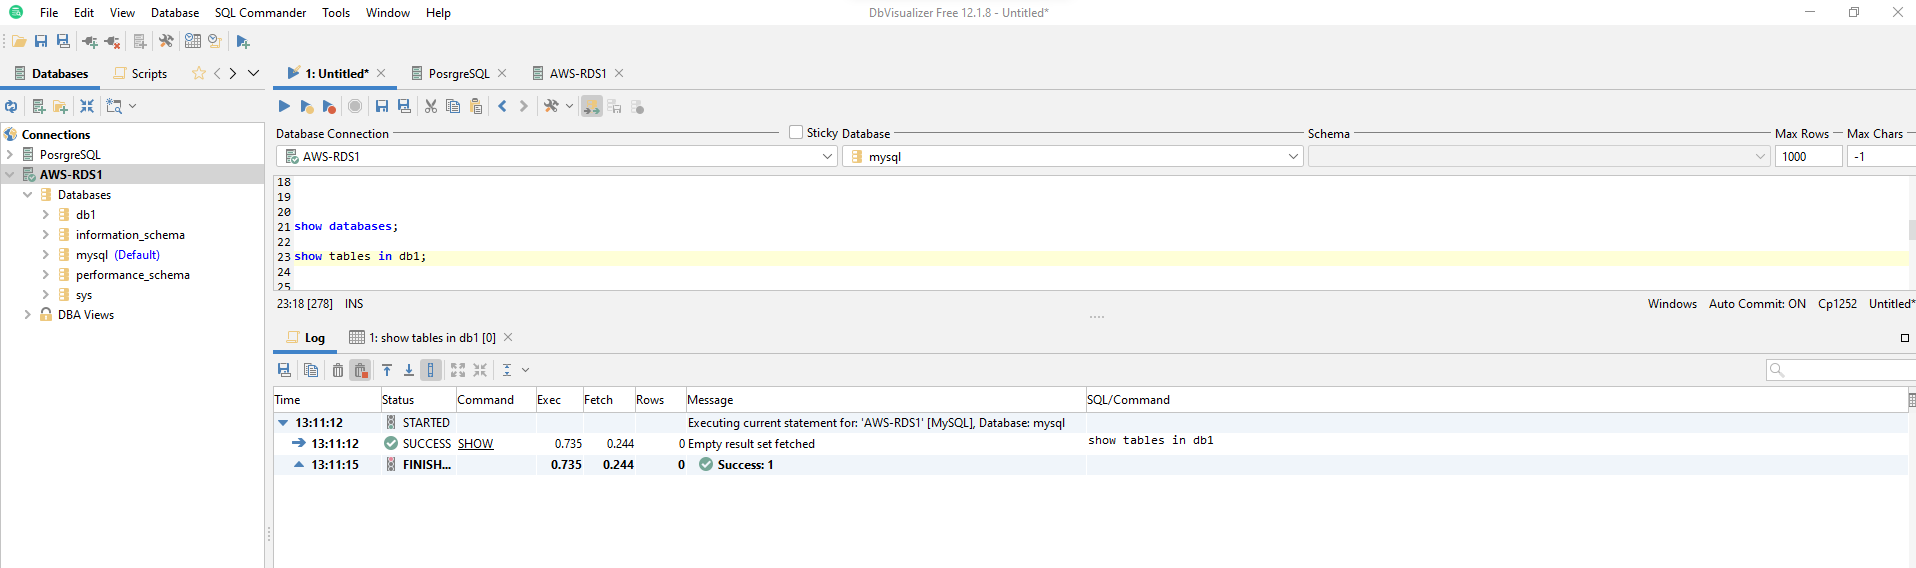 DbVisualizer Free 12.1.8 - Untitled*
File Edit View Database SQL Commander Tools Window Help
Databases Scripts
1: Untitled* PosrgreSQL AWS-RDS1
Connections
PosrgreSQL
AWS-RDS1
Databases
db1
information_schema
mysql (Default)
performance_schema
sys
DBA Views
Database Connection Sticky Database Schema Max Rows Max Chars
AWS-RDS1 mysql 1000 -1
18
19
20
21 show databases;
22
23 show tables in db1;
24
25
23:18 [278] INS Windows Auto Commit: ON Cp1252 Untitled*
Log 1: show tables in db1 [0]
Time Status Command Exec Fetch Rows Message SQL/Command
13:11:12 STARTED Executing current statement for: 'AWS-RDS1' [MySQL], Database: mysql
13:11:12 SUCCESS SHOW 0.735 0.244 0 Empty result set fetched show tables in db1
13:11:15 FINISH... 0.735 0.244 0 Success: 1